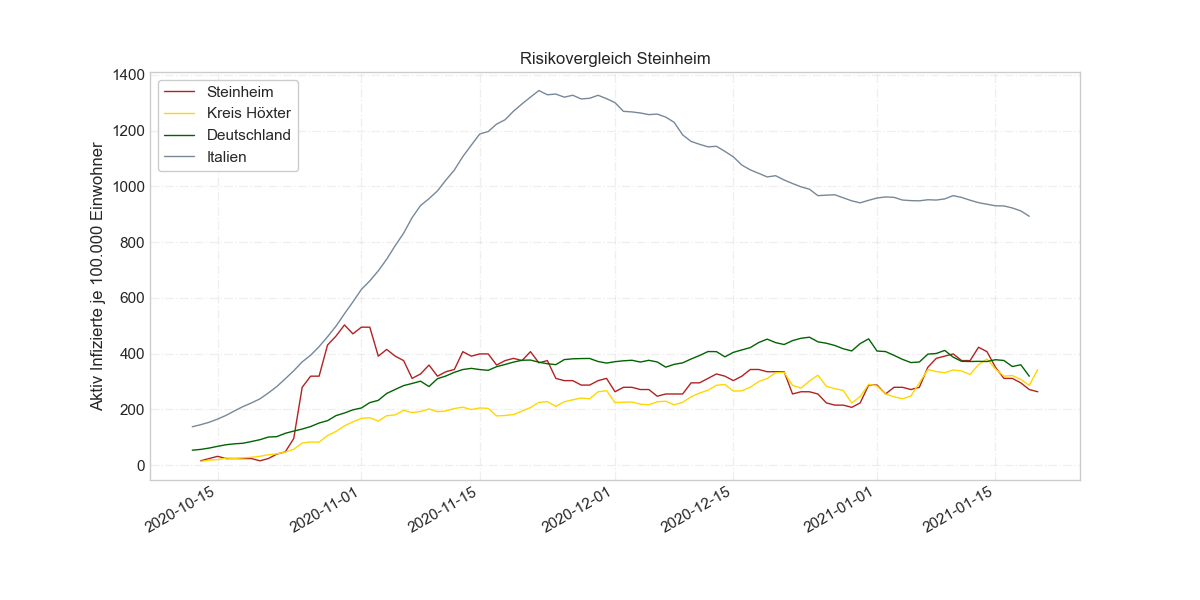 Risikovergleich Steinheim
Steinheim
Kreis Höxter
Deutschland
Italien
Aktiv Infizierte je 100.000 Einwohner
1400
1200
1000
800
600
400
200
0
2020-10-15
2020-11-01
2020-11-15
2020-12-01
2020-12-15
2021-01-01
2021-01-15